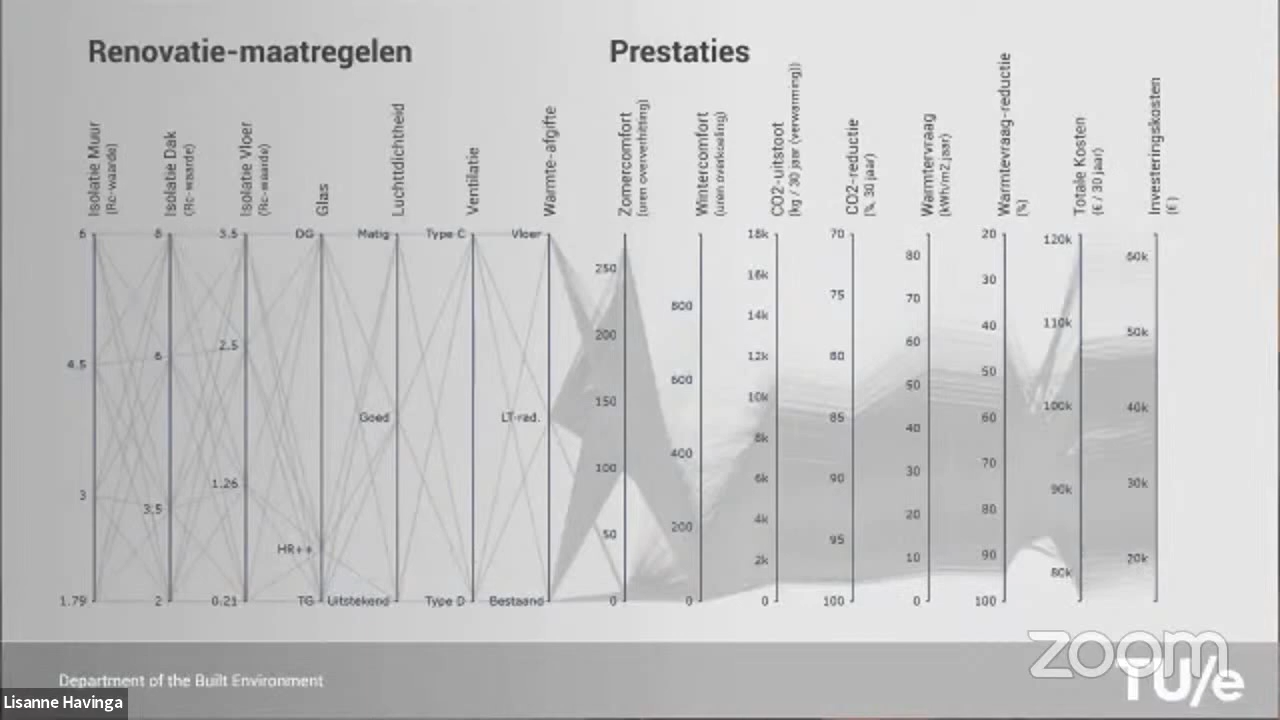 Renovatie-maatregelen
Prestaties
Isolatie Muur
(Rc-waarde)
Isolatie Dak
(Rc-waarde)
Isolatie Vloer
(Rc-waarde)
Glas
Luchttdichtheid
Ventilatie
Warmte-afgifte
Zomercomfort
(uren oververhitting)
Wintercomfort
(uren overkoeling)
CO2-uitstoot
(kg / 30 jaar (verwarming))
CO2-reductie
(%, 30 jaar)
Warmtervraag
(kWh/m2.jaar)
Warmtevraag-reductie
(%)
Totale Kosten
(€ / 30 jaar)
Investeringskosten
(€)
6
4.5
3
1.79
8
6
3.5
2
3.5
2.5
1.26
0.21
DG
HR++
TG
Matig
Goed
Uitstekend
Type C
Type D
Vloer
LT-rad.
Bestaand
250
200
150
100
50
0
800
600
400
200
0
18k
16k
14k
12k
10k
8k
6k
4k
2k
0
70
75
80
85
90
95
100
80
70
60
50
40
30
20
10
0
20
30
40
50
60
70
80
90
100
120k
110k
100k
90k
80k
60k
50k
40k
30k
20k
Department of the Built Environment
zoom
TU/e
Lisanne Havinga